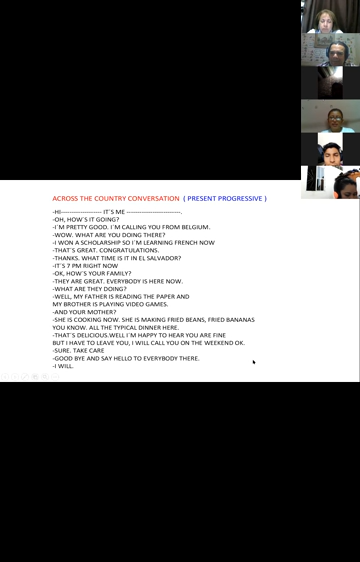 ACROSS THE COUNTRY CONVERSATION ( PRESENT PROGRESSIVE )
-HI------------------- IT´S ME -------------------------.
-OH, HOW´S IT GOING?
-I´M PRETTY GOOD. I´M CALLING YOU FROM BELGIUM.
-WOW. WHAT ARE YOU DOING THERE?
-I WON A SCHOLARSHIP SO I´M LEARNING FRENCH NOW
-THAT´S GREAT. CONGRATULATIONS.
-THANKS. WHAT TIME IS IT IN EL SALVADOR?
-IT´S 7 PM RIGHT NOW
-OK, HOW´S YOUR FAMILY?
-THEY ARE GREAT. EVERYBODY IS HERE NOW.
-WHAT ARE THEY DOING?
-WELL, MY FATHER IS READING THE PAPER AND
MY BROTHER IS PLAYING VIDEO GAMES.
-AND YOUR MOTHER?
-SHE IS COOKING NOW. SHE IS MAKING FRIED BEANS, FRIED BANANAS
YOU KNOW. ALL THE TYPICAL DINNER HERE.
-THAT´S DELICIOUS.WELL I´M HAPPY TO HEAR YOU ARE FINE
BUT I HAVE TO LEAVE YOU, I WILL CALL YOU ON THE WEEKEND OK.
-SURE. TAKE CARE
-GOOD BYE AND SAY HELLO TO EVERYBODY THERE.
-I WILL.